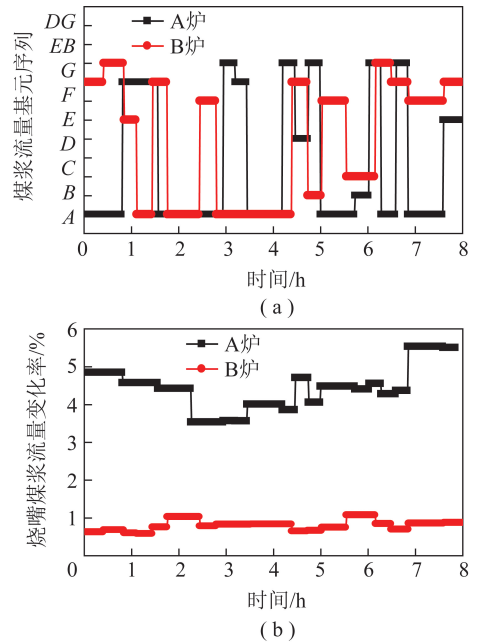 煤浆流量基元序列
DG
EB
G
F
E
D
C
B
A
A炉
B炉
0 1 2 3 4 5 6 7 8
时间/h
( a )
烧嘴煤浆流量变化率/%
6
5
4
3
2
1
A炉
B炉
0 1 2 3 4 5 6 7 8
时间/h
( b )